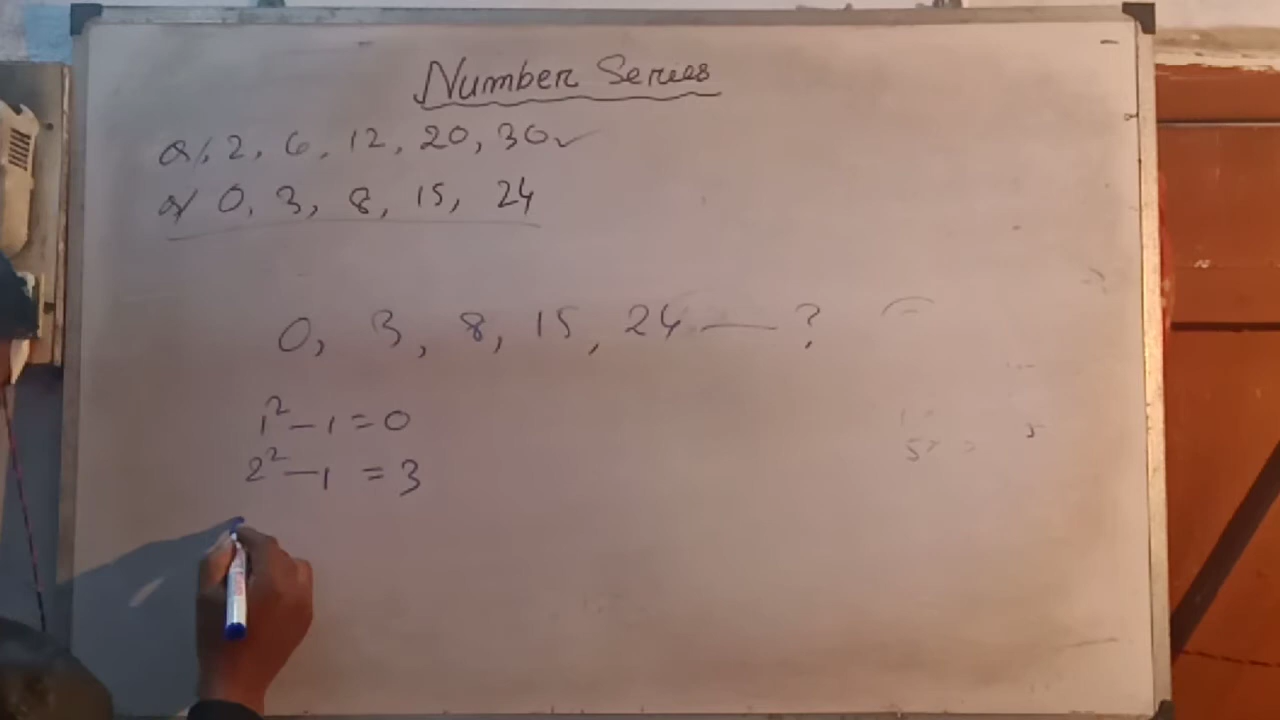 Number Series
Q/. 2, 6, 12, 20, 30 ✓
Q/ 0, 3, 8, 15, 24
0, 3, 8, 15, 24 — ?
1² — 1 = 0
2² — 1 = 3